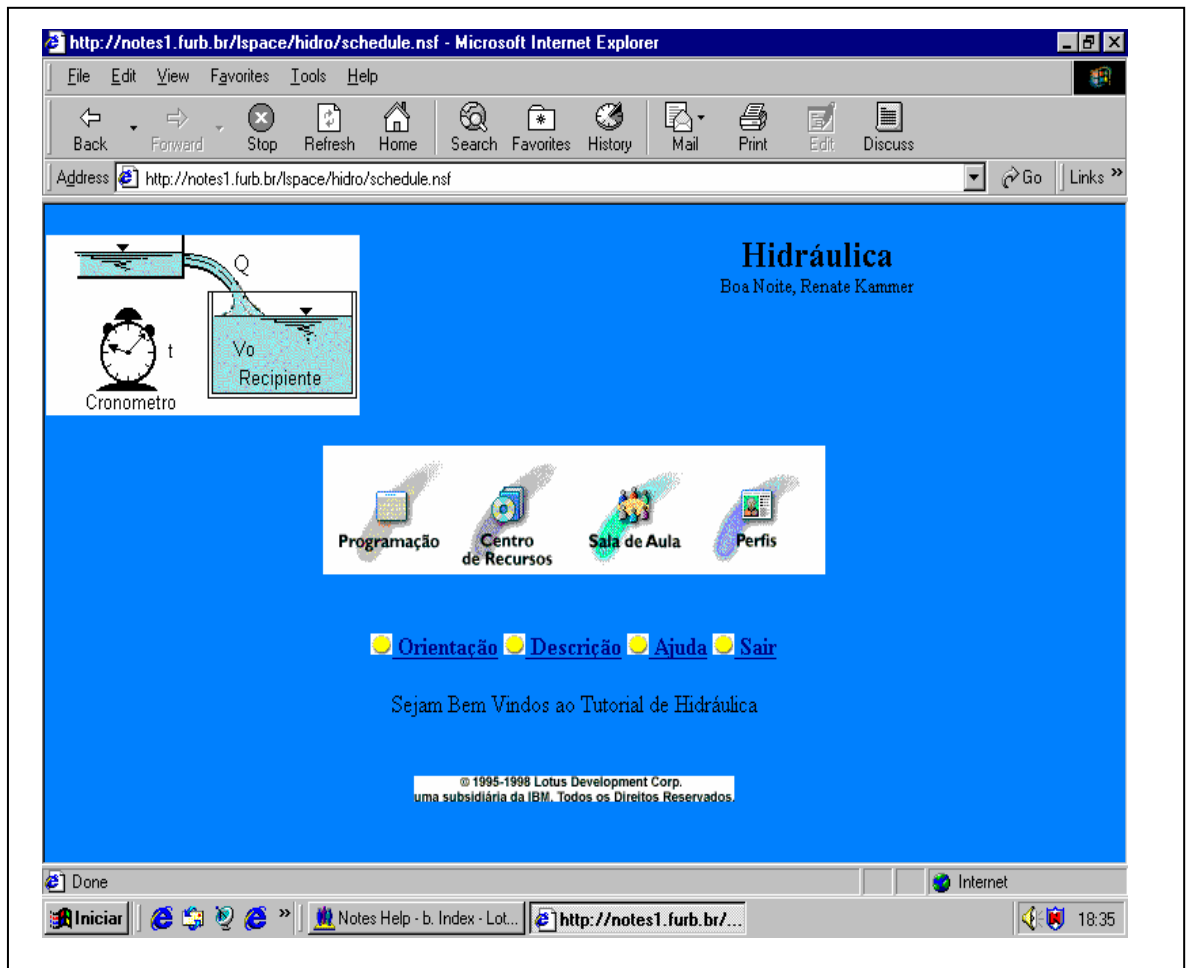 http://notes1.furb.br/lspace/hidro/schedule.nsf - Microsoft Internet Explorer
File Edit View Favorites Tools Help
Back Forward Stop Refresh Home Search Favorites History Mail Print Edit Discuss
Address http://notes1.furb.br/lspace/hidro/schedule.nsf Go Links »
Hidráulica
Boa Noite, Renate Kammer
Q
t
Vo
Recipiente
Cronometro
Programação
Centro
de Recursos
Sala de Aula
Perfis
Orientação Descrição Ajuda Sair
Sejam Bem Vindos ao Tutorial de Hidráulica
© 1995-1998 Lotus Development Corp.
uma subsidiária da IBM. Todos os Direitos Reservados.
Done Internet
Iniciar » Notes Help - b. Index - Lot... http://notes1.furb.br/... 18:35